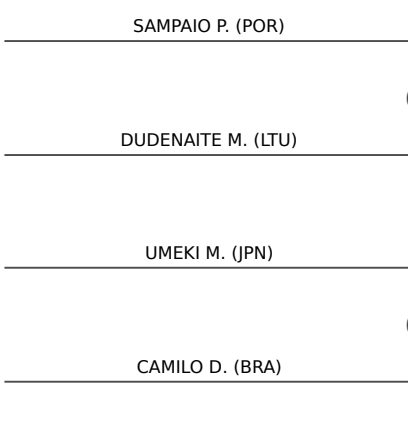 SAMPAIO P. (POR)
DUDENAITE M. (LTU)
UMEKI M. (JPN)
CAMILO D. (BRA)